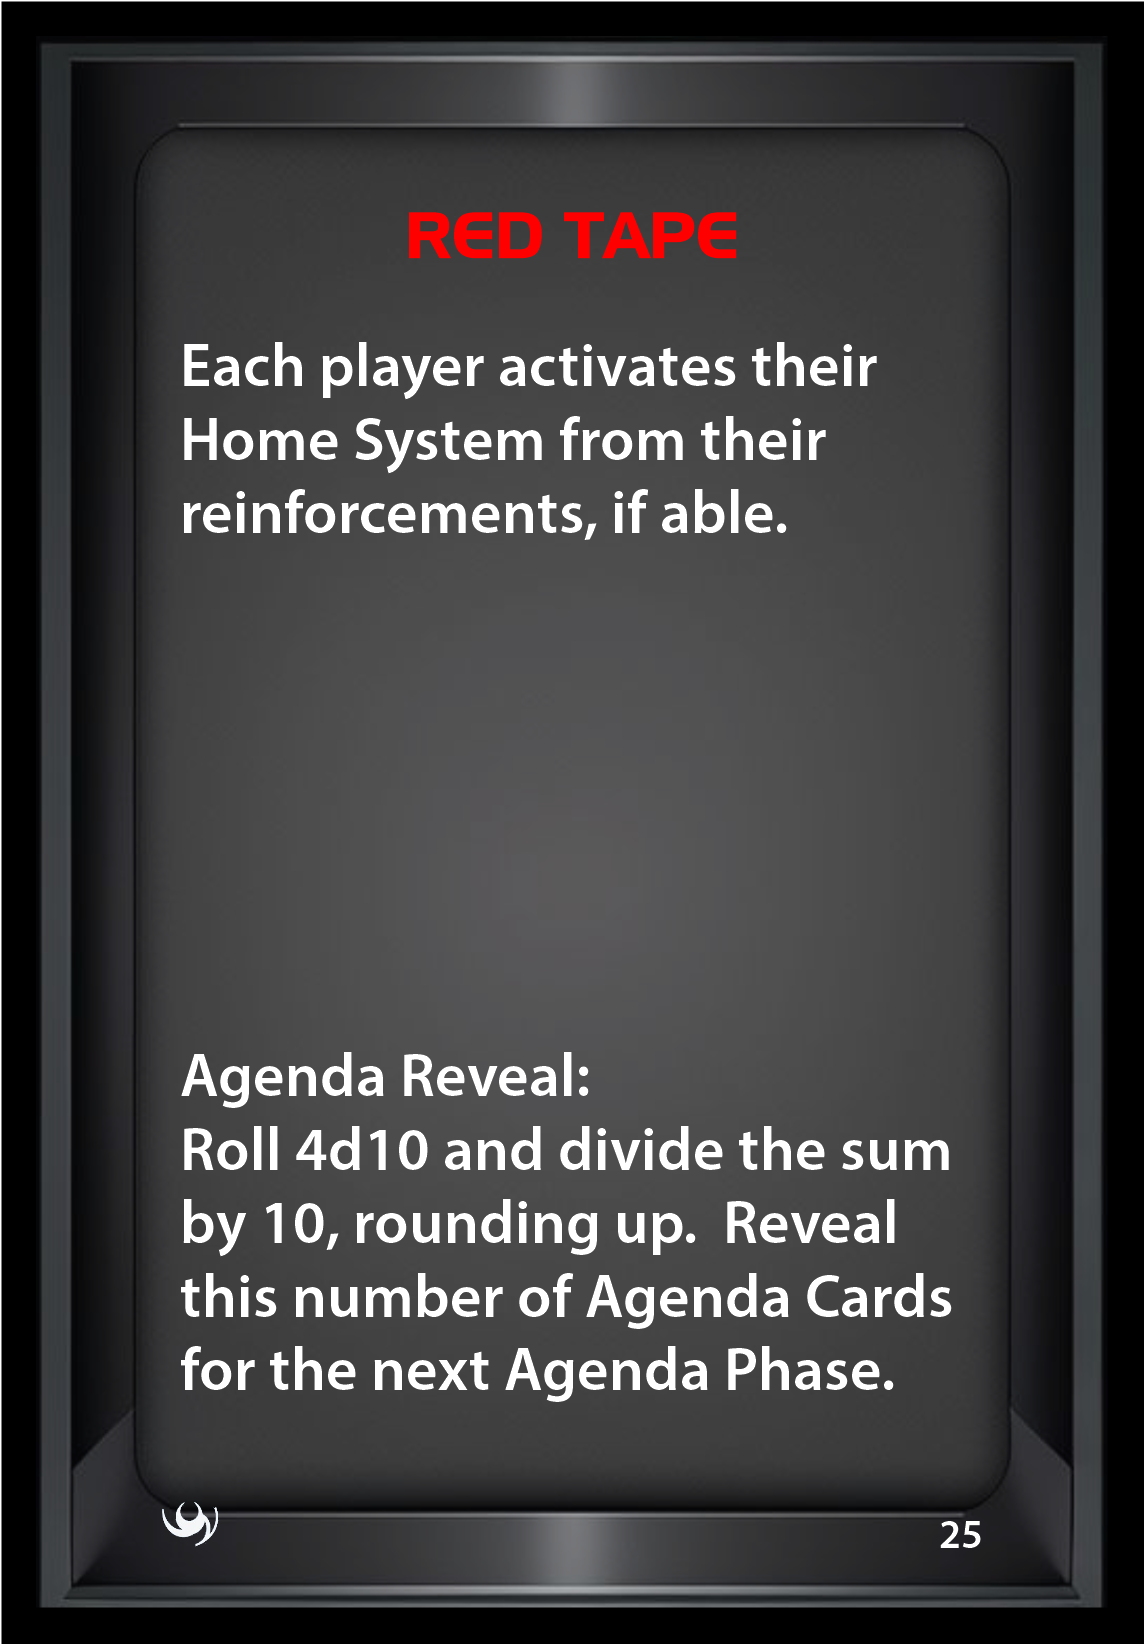 RED TAPE
Each player activates their
Home System from their
reinforcements, if able.
Agenda Reveal:
Roll 4d10 and divide the sum
by 10, rounding up.  Reveal
this number of Agenda Cards
for the next Agenda Phase.
25